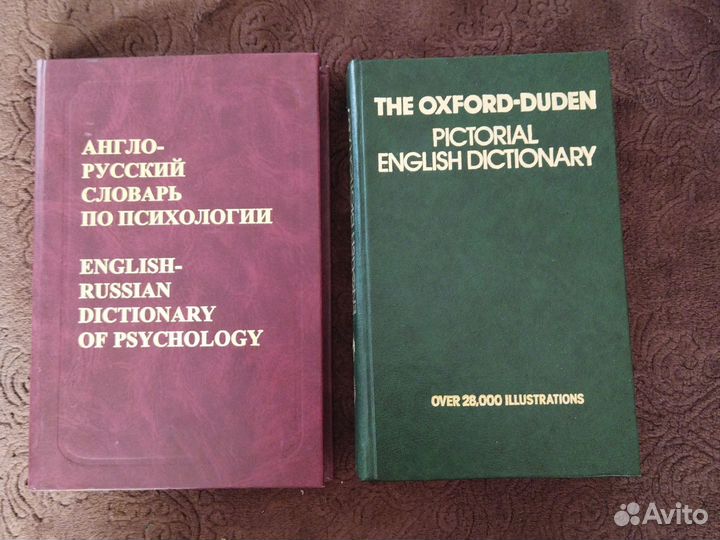 АНГЛО-
РУССКИЙ
СЛОВАРЬ
ПО ПСИХОЛОГИИ
ENGLISH-
RUSSIAN
DICTIONARY
OF PSYCHOLOGY
THE OXFORD-DUDEN
PICTORIAL
ENGLISH DICTIONARY
OVER 28,000 ILLUSTRATIONS
Avito